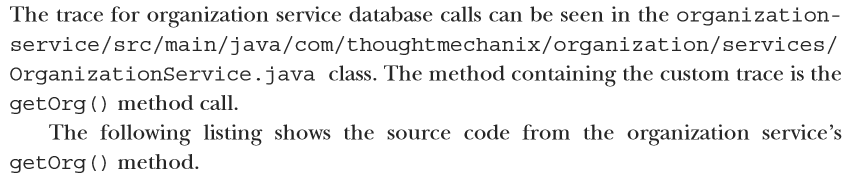 The trace for organization service database calls can be seen in the organization-
service/src/main/java/com/thoughtmechanix/organization/services/
OrganizationService.java class. The method containing the custom trace is the
getOrg() method call.
The following listing shows the source code from the organization service's
getOrg() method.